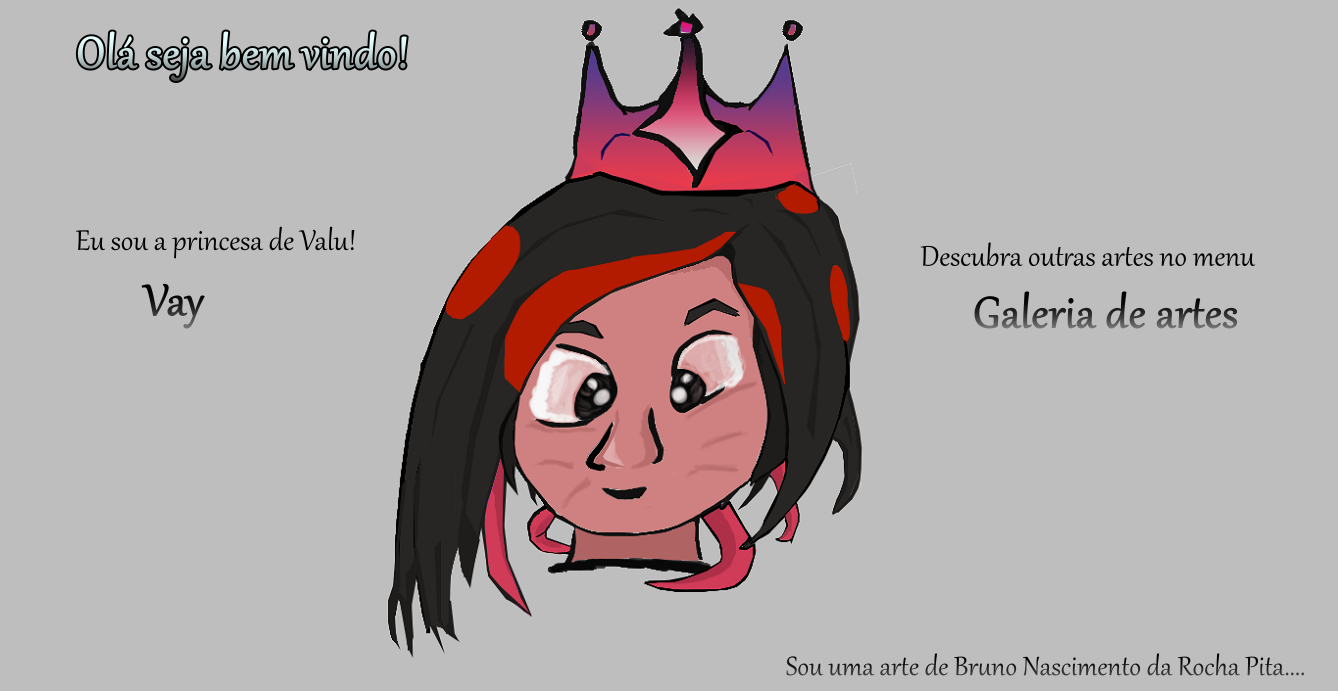 Olá seja bem vindo!
Eu sou a princesa de Valu!
Vay
Descubra outras artes no menu
Galeria de artes
Sou uma arte de Bruno Nascimento da Rocha Pita....